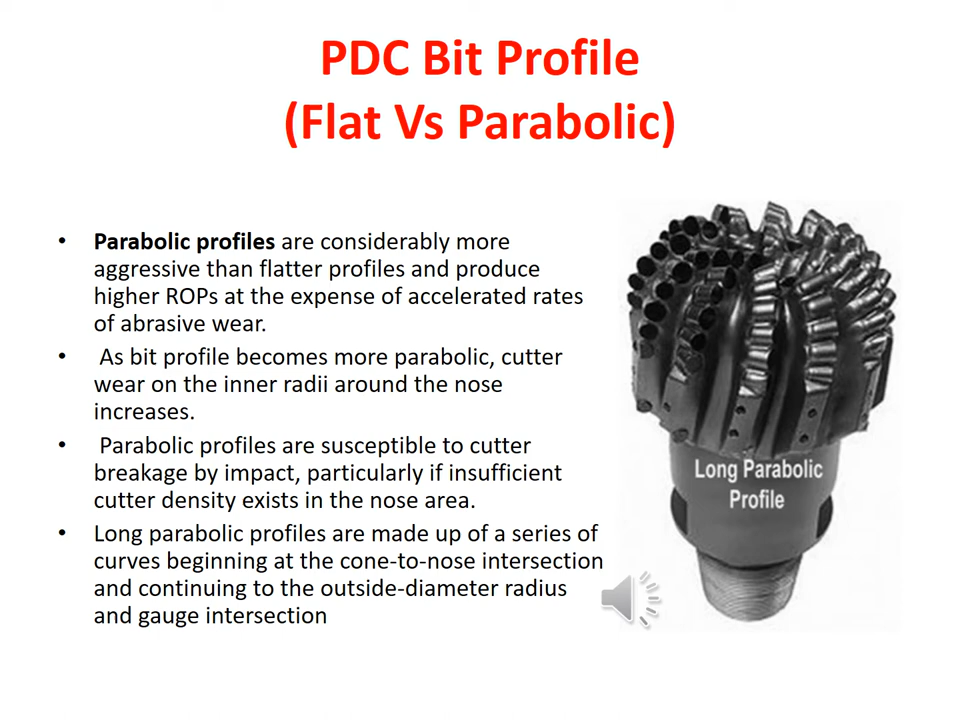 PDC Bit Profile
(Flat Vs Parabolic)
• Parabolic profiles are considerably more
aggressive than flatter profiles and produce
higher ROPs at the expense of accelerated rates
of abrasive wear.
• As bit profile becomes more parabolic, cutter
wear on the inner radii around the nose
increases.
• Parabolic profiles are susceptible to cutter
breakage by impact, particularly if insufficient
cutter density exists in the nose area.
• Long parabolic profiles are made up of a series of
curves beginning at the cone-to-nose intersection
and continuing to the outside-diameter radius
and gauge intersection
Long Parabolic
Profile